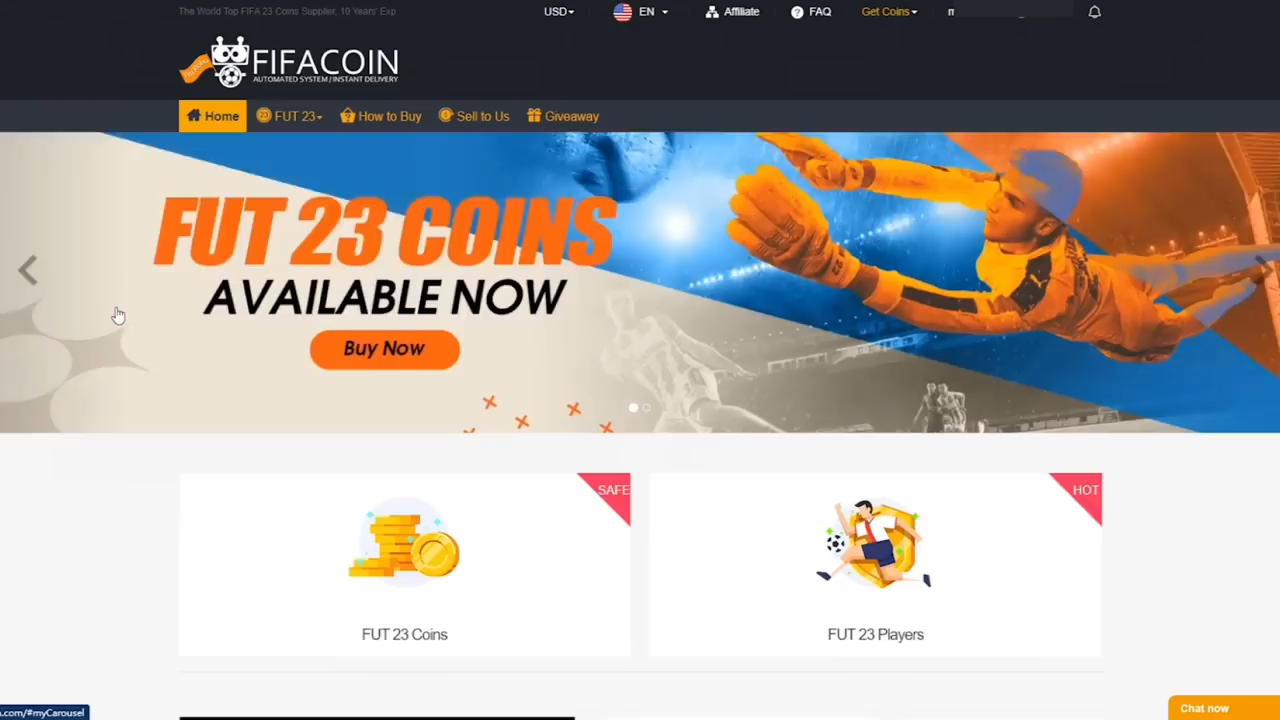 The World Top FIFA 23 Coins Supplier, 10 Years' Exp
USD
EN
Affiliate
FAQ
Get Coins
FIFACOIN
AUTOMATED SYSTEM / INSTANT DELIVERY
Home
FUT 23
How to Buy
Sell to Us
Giveaway
FUT 23 COINS
AVAILABLE NOW
Buy Now
SAFE
HOT
FUT 23 Coins
FUT 23 Players
.com/#myCarousel
Chat now